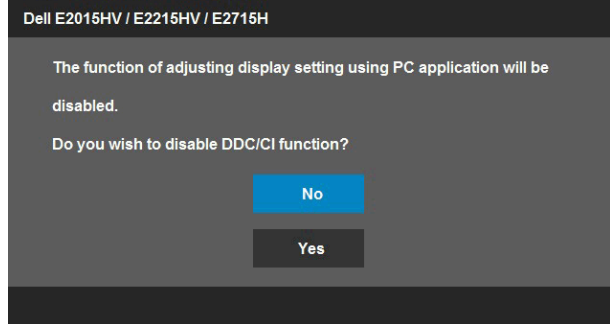 Dell E2015HV / E2215HV / E2715H
The function of adjusting display setting using PC application will be
disabled.
Do you wish to disable DDC/CI function?
No
Yes